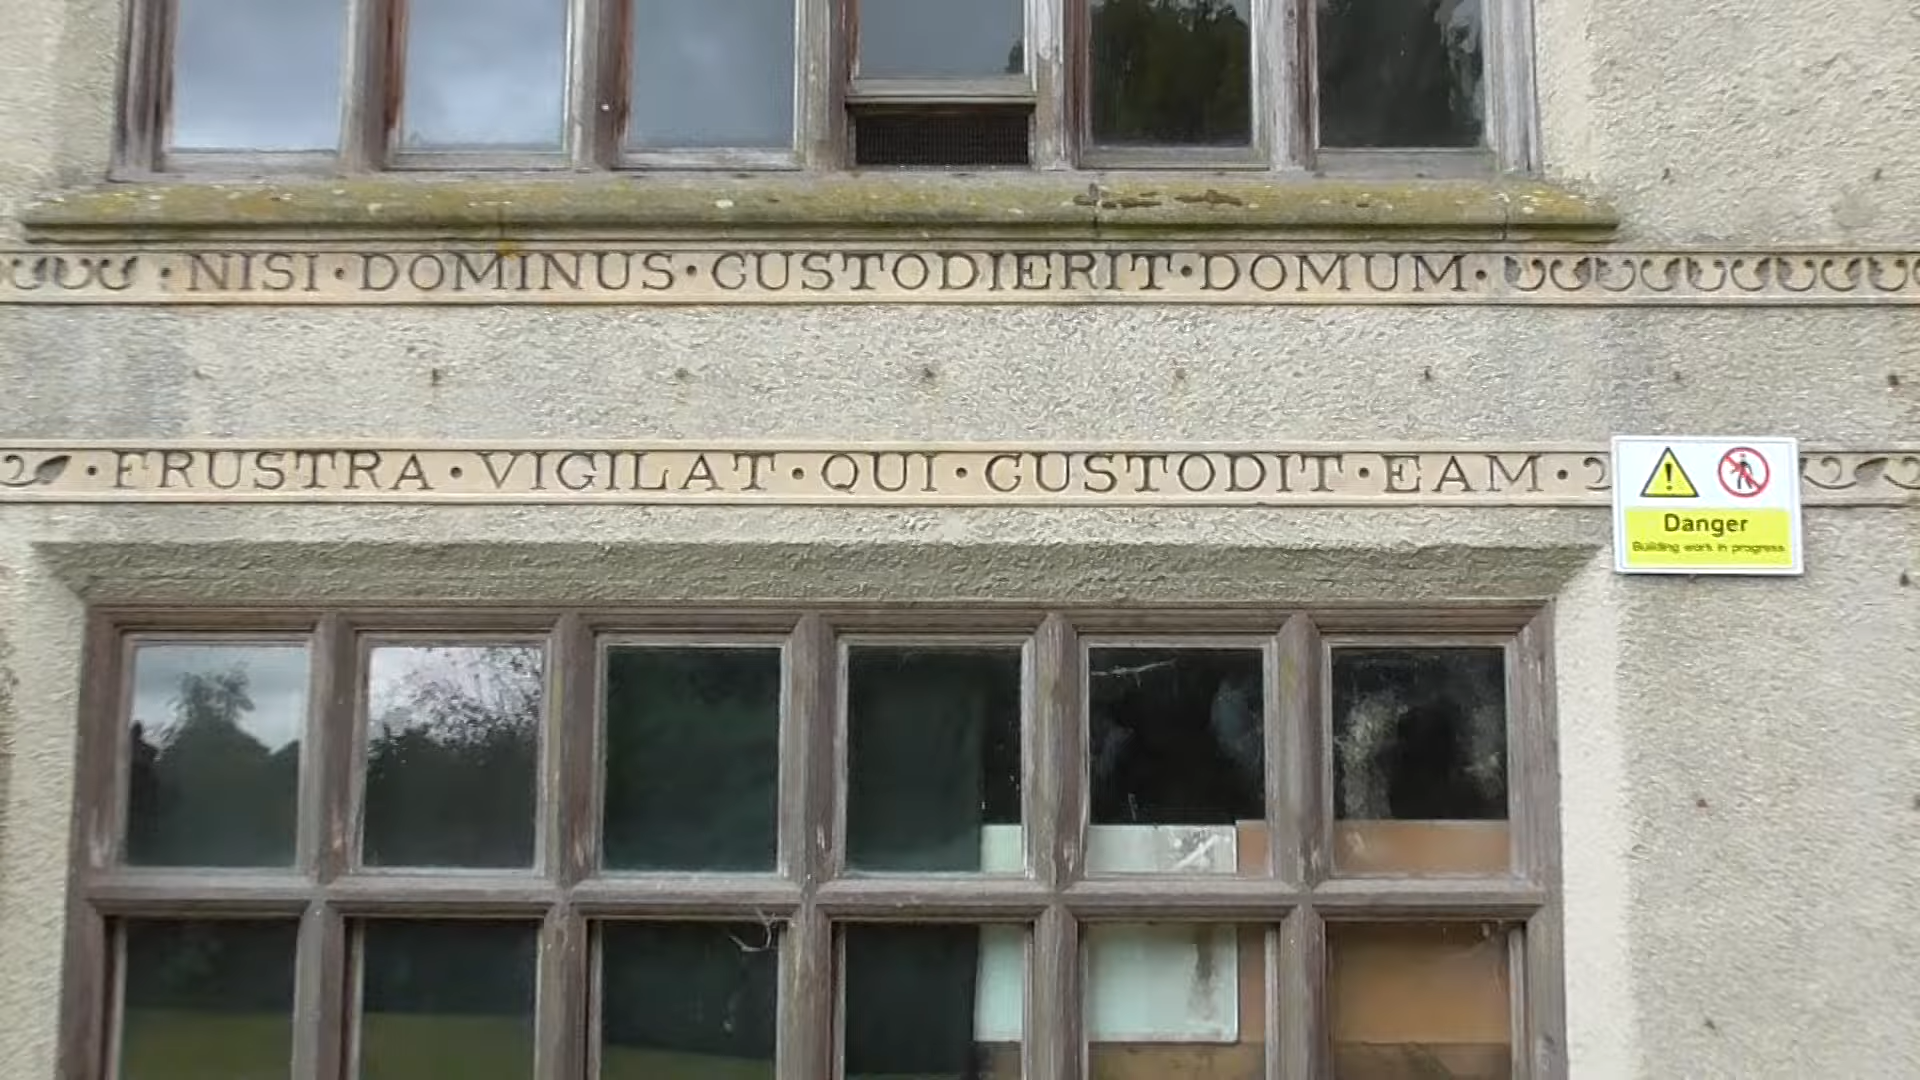 ·NISI·DOMINUS·CUSTODIERIT·DOMUM·
·FRUSTRA·VIGILAT·QUI·CUSTODIT·EAM·
Danger
Building work in progress